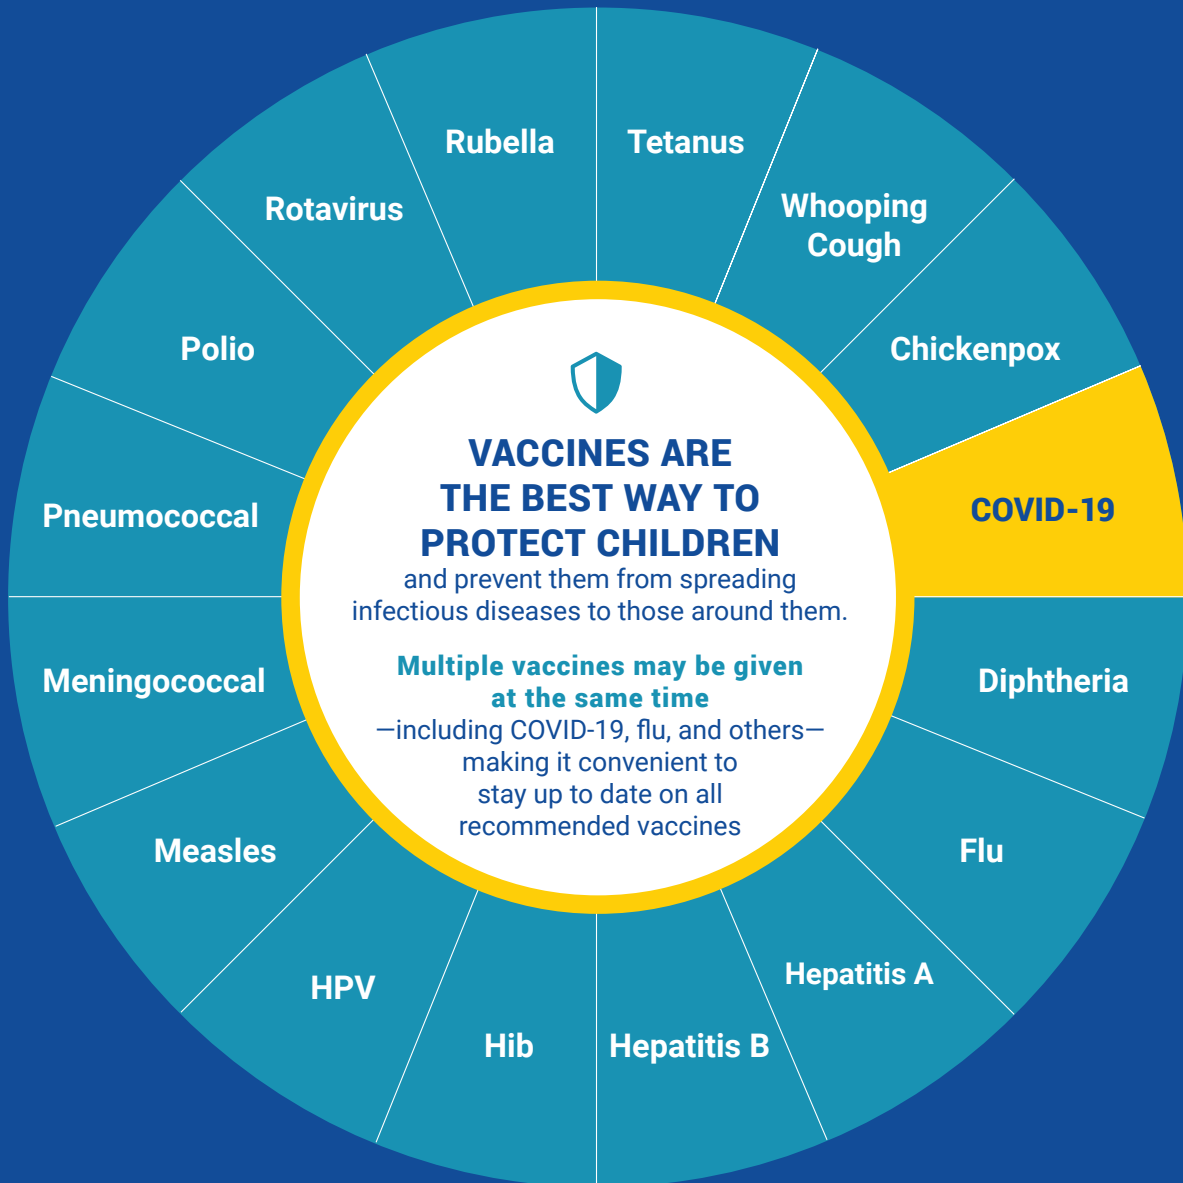 Rubella
Tetanus
Whooping
Cough
Chickenpox
COVID-19
Diphtheria
Flu
Hepatitis A
Hepatitis B
Hib
HPV
Measles
Meningococcal
Pneumococcal
Polio
Rotavirus
VACCINES ARE
THE BEST WAY TO
PROTECT CHILDREN
and prevent them from spreading
infectious diseases to those around them.
Multiple vaccines may be given
at the same time
—including COVID-19, flu, and others—
making it convenient to
stay up to date on all
recommended vaccines